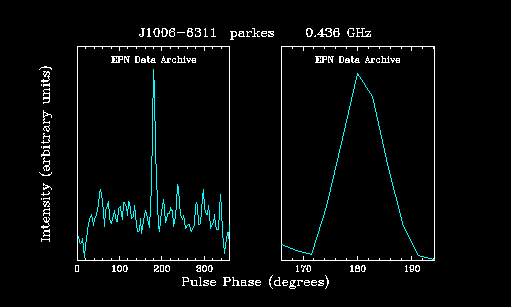 J1006-6311 parkes 0.436 GHz
EPN Data Archive EPN Data Archive
Intensity (arbitrary units)
0 100 200 300 170 180 190
Pulse Phase (degrees)